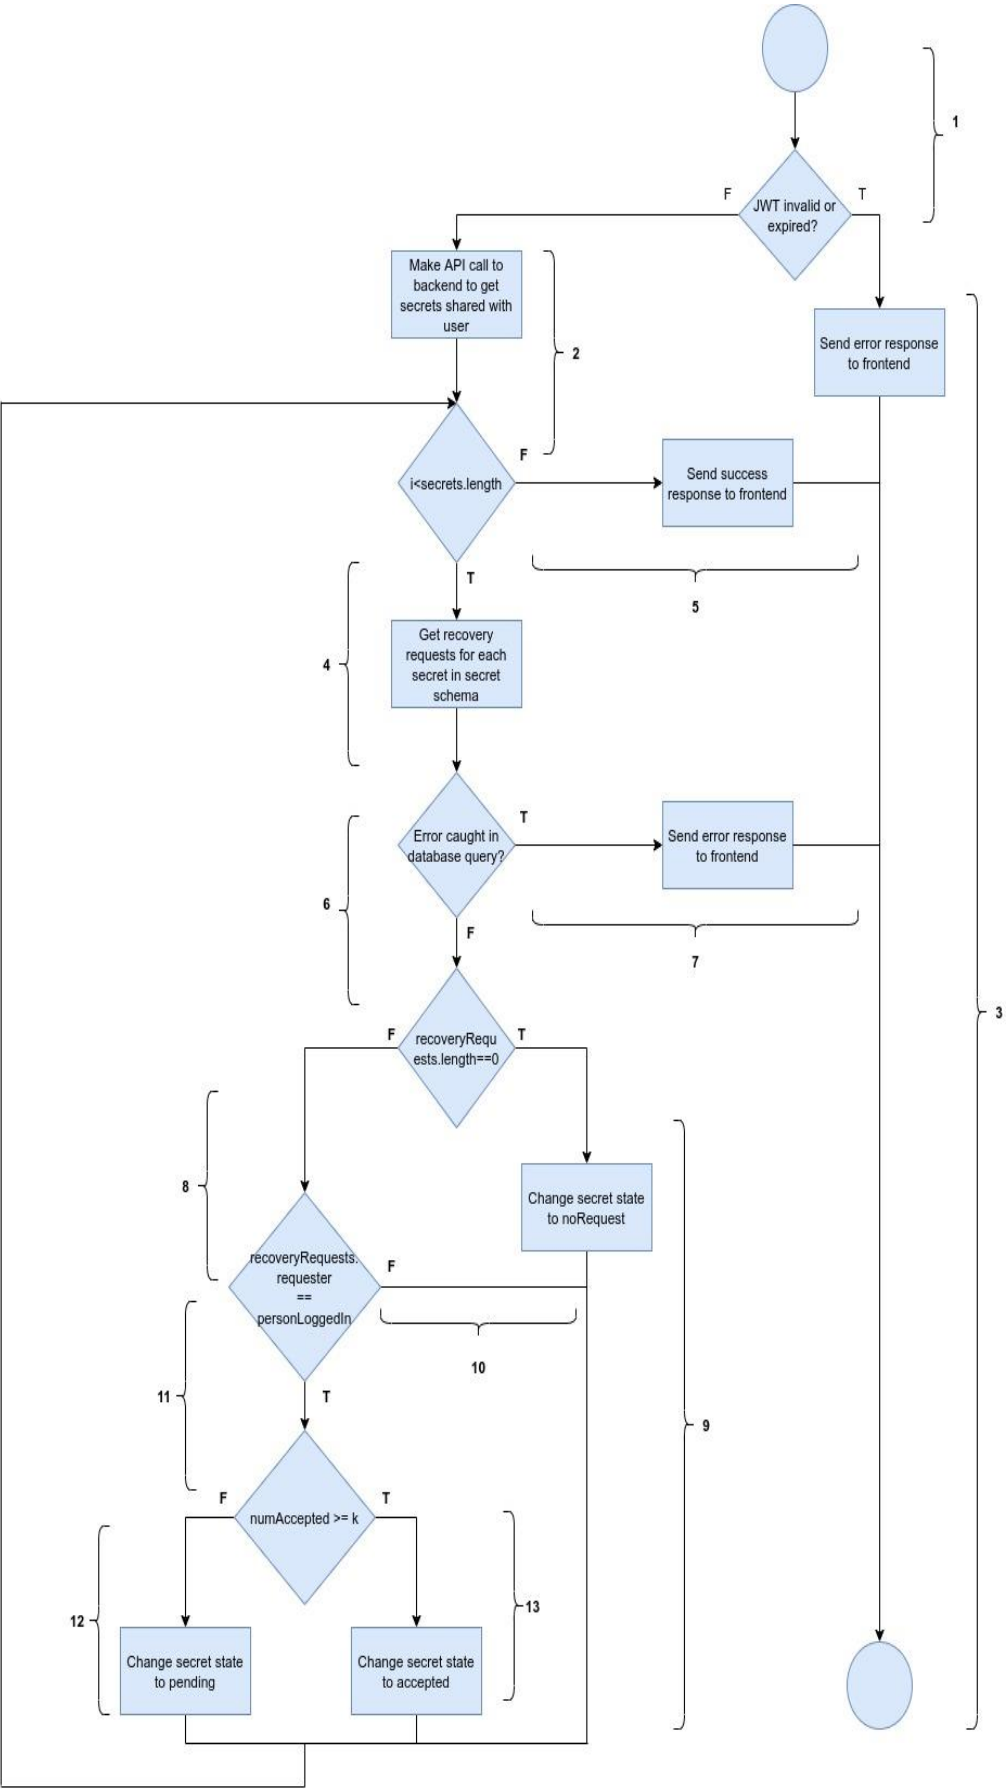 1
F
T
JWT invalid or
expired?
Make API call to
backend to get
secrets shared with
user
2
Send error response
to frontend
F
i<secrets.length
Send success
response to frontend
T
5
Get recovery
requests for each
secret in secret
schema
4
T
Error caught in
database query?
Send error response
to frontend
6
F
7
3
F
T
recoveryRequ
ests.length==0
8
Change secret state
to noRequest
recoveryRequests.
requester
==
personLoggedIn
F
10
11
T
9
F
T
numAccepted >= k
12
13
Change secret state
to pending
Change secret state
to accepted